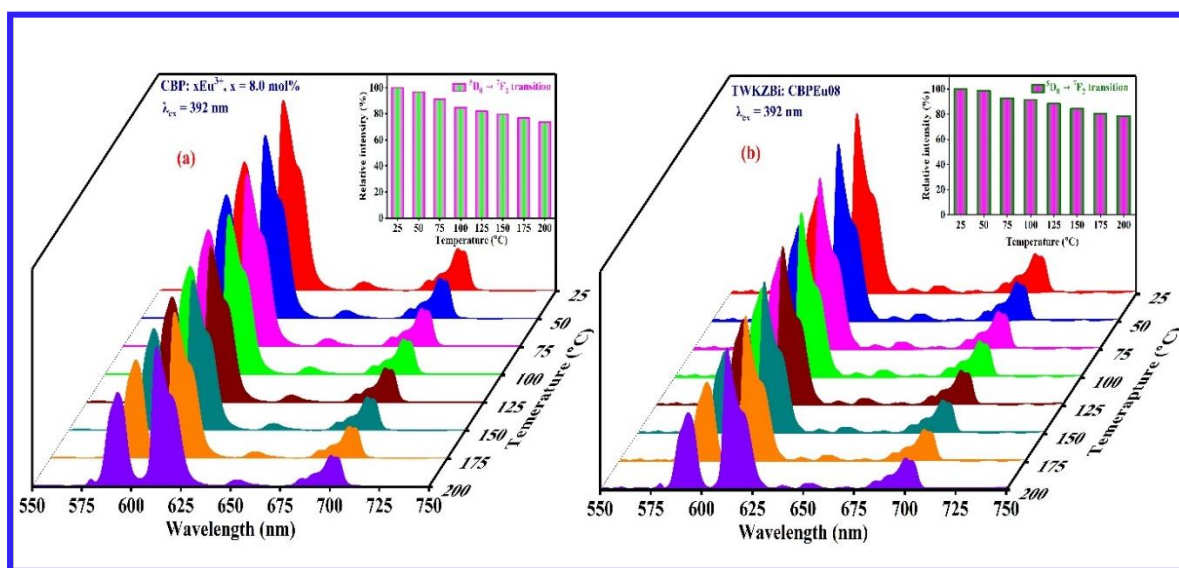 CBP: xEu³⁺, x = 8.0 mol%
λex = 392 nm
(a)
⁵D₀ → ⁷F₂ transition
Relative intensity (%)
100
80
60
40
20
0
25 50 75 100 125 150 175 200
Temperature (°C)
25
50
75
100
125
150
175
200
Temerature (°C)
550 575 600 625 650 675 700 725 750
Wavelength (nm)
TWKZBi: CBPEu08
λex = 392 nm
(b)
⁵D₀ → ⁷F₂ transition
Relative intensity (%)
100
80
60
40
20
0
25 50 75 100 125 150 175 200
Temperature (°C)
25
50
75
100
125
150
175
200
Temerapture (°C)
550 575 600 625 650 675 700 725 750
Wavelength (nm)